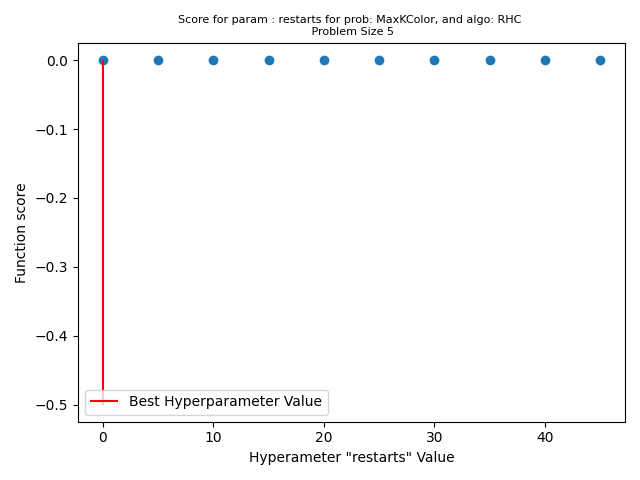 Score for param : restarts for prob: MaxKColor, and algo: RHC
Problem Size 5
0.0
−0.1
−0.2
−0.3
−0.4
−0.5
Function score
Best Hyperparameter Value
0 10 20 30 40
Hyperameter "restarts" Value